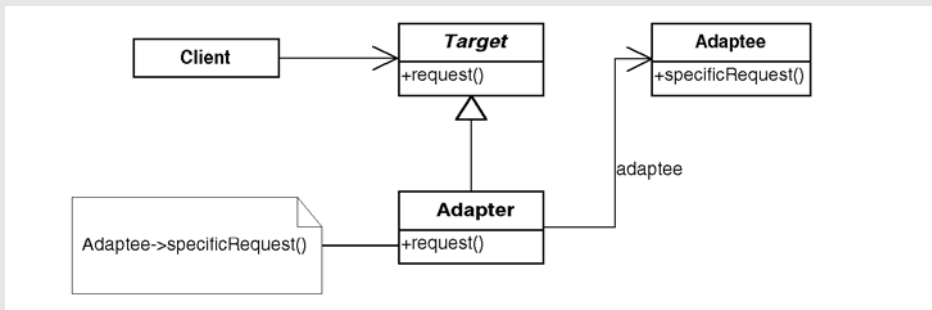 Client
Target
+request()
Adaptee
+specificRequest()
adaptee
Adapter
+request()
Adaptee->specificRequest()